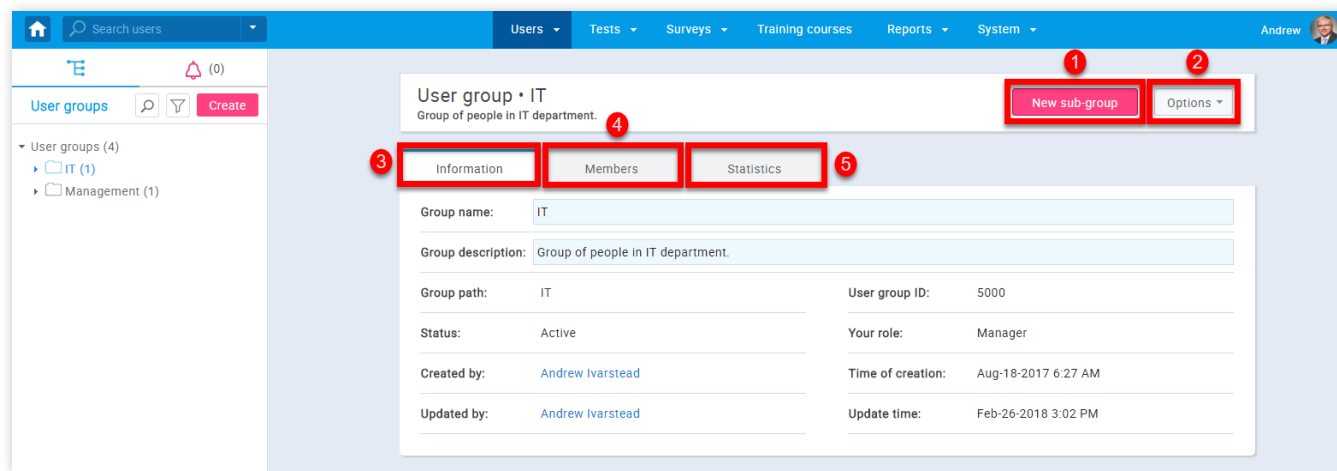 Search users
Users
Tests
Surveys
Training courses
Reports
System
Andrew
(0)
User groups
Create
User groups (4)
IT (1)
Management (1)
User group • IT
Group of people in IT department.
1
New sub-group
2
Options
3
Information
4
Members
Statistics
5
Group name: IT
Group description: Group of people in IT department.
Group path: IT
User group ID: 5000
Status: Active
Your role: Manager
Created by: Andrew Ivarstead
Time of creation: Aug-18-2017 6:27 AM
Updated by: Andrew Ivarstead
Update time: Feb-26-2018 3:02 PM